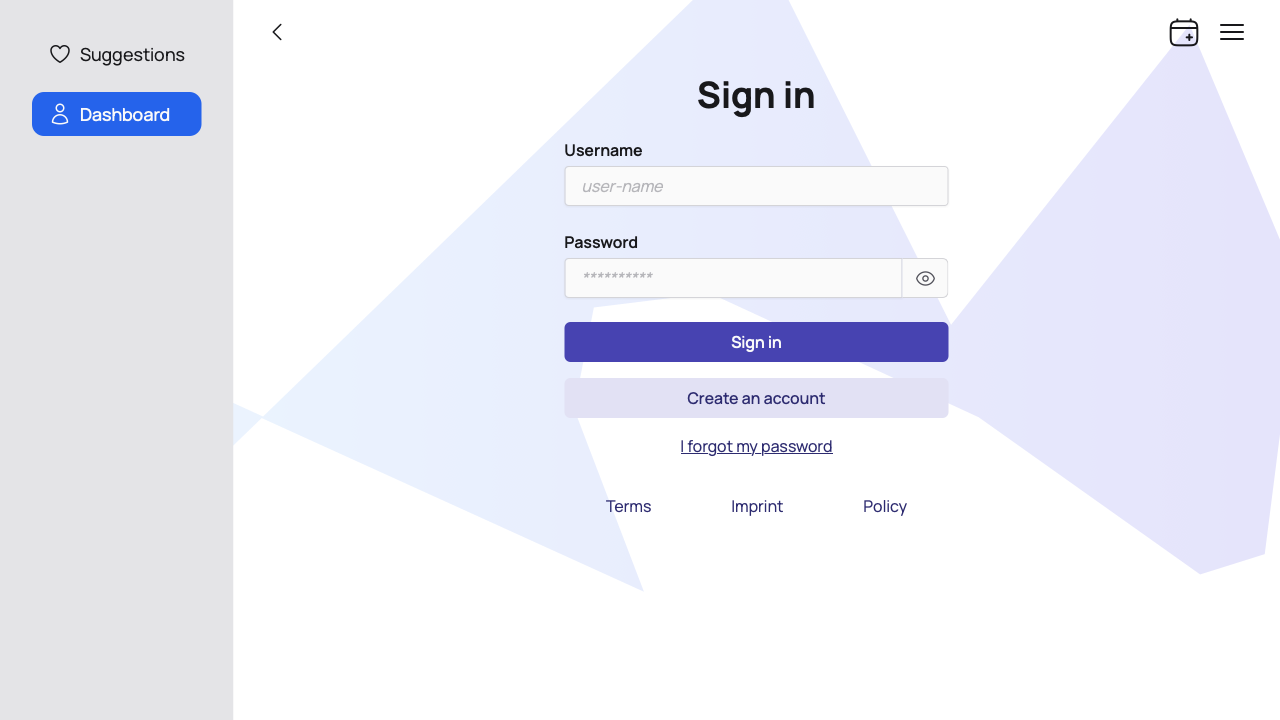 Suggestions
Dashboard
Sign in
Username
user-name
Password
**********
Sign in
Create an account
I forgot my password
Terms
Imprint
Policy